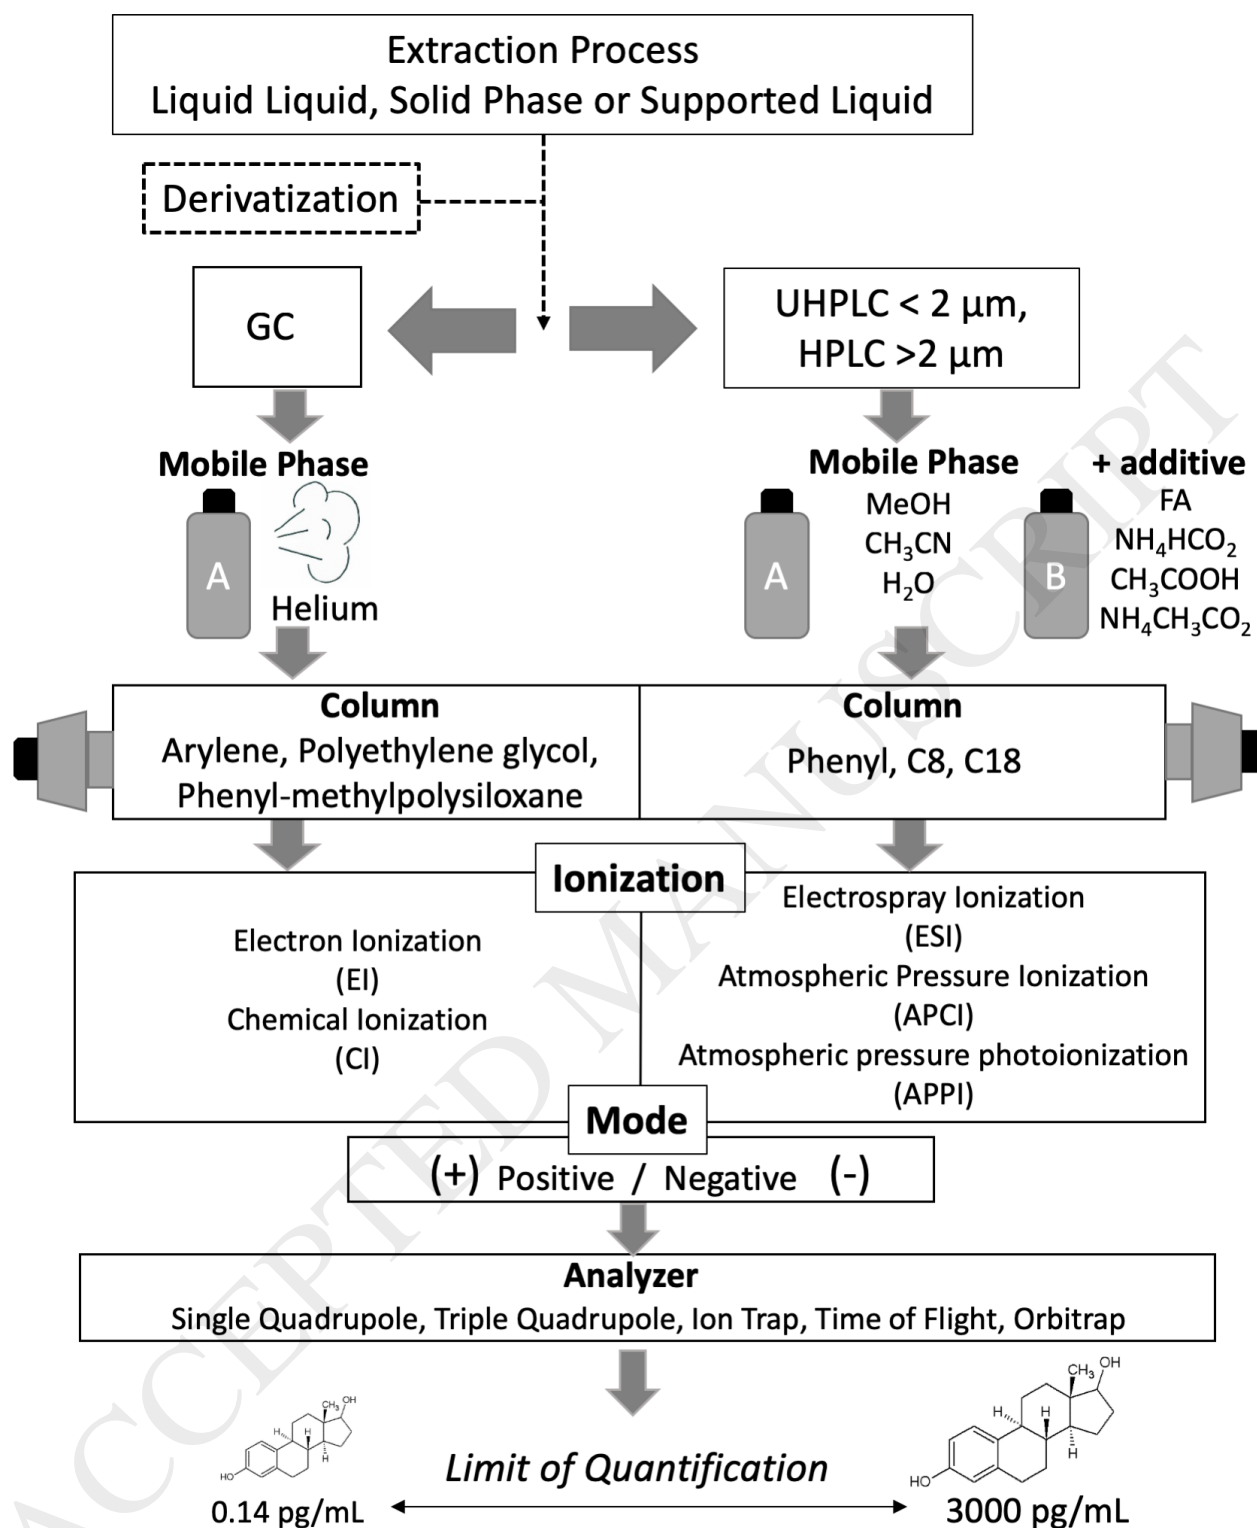 Extraction Process
Liquid Liquid, Solid Phase or Supported Liquid
Derivatization
GC
UHPLC < 2 μm,
HPLC >2 μm
Mobile Phase
A
Helium
Mobile Phase
A
MeOH
CH₃CN
H₂O
+ additive
B
FA
NH₄HCO₂
CH₃COOH
NH₄CH₃CO₂
Column
Arylene, Polyethylene glycol,
Phenyl-methylpolysiloxane
Column
Phenyl, C8, C18
Ionization
Electron Ionization
(EI)
Chemical Ionization
(CI)
Electrospray Ionization
(ESI)
Atmospheric Pressure Ionization
(APCI)
Atmospheric pressure photoionization
(APPI)
Mode
(+) Positive / Negative (-)
Analyzer
Single Quadrupole, Triple Quadrupole, Ion Trap, Time of Flight, Orbitrap
OH
CH₃
H
H
H
HO
0.14 pg/mL
Limit of Quantification
OH
CH₃
H
H
H
HO
3000 pg/mL
ACCEPTED MANUSCRIPT